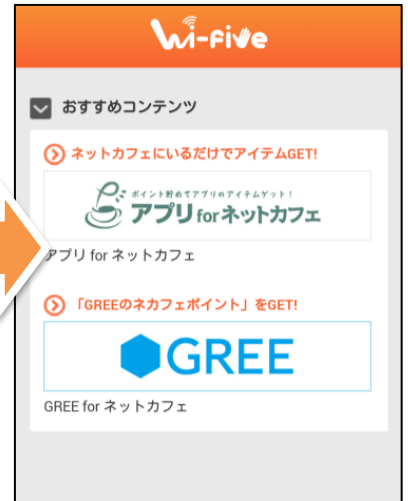 Wi-Five
おすすめコンテンツ
ネットカフェにいるだけでアイテムGET!
ポイント貯めてアプリのアイテムゲット!
アプリ for ネットカフェ
アプリ for ネットカフェ
「GREEのネカフェポイント」をGET!
GREE
GREE for ネットカフェ